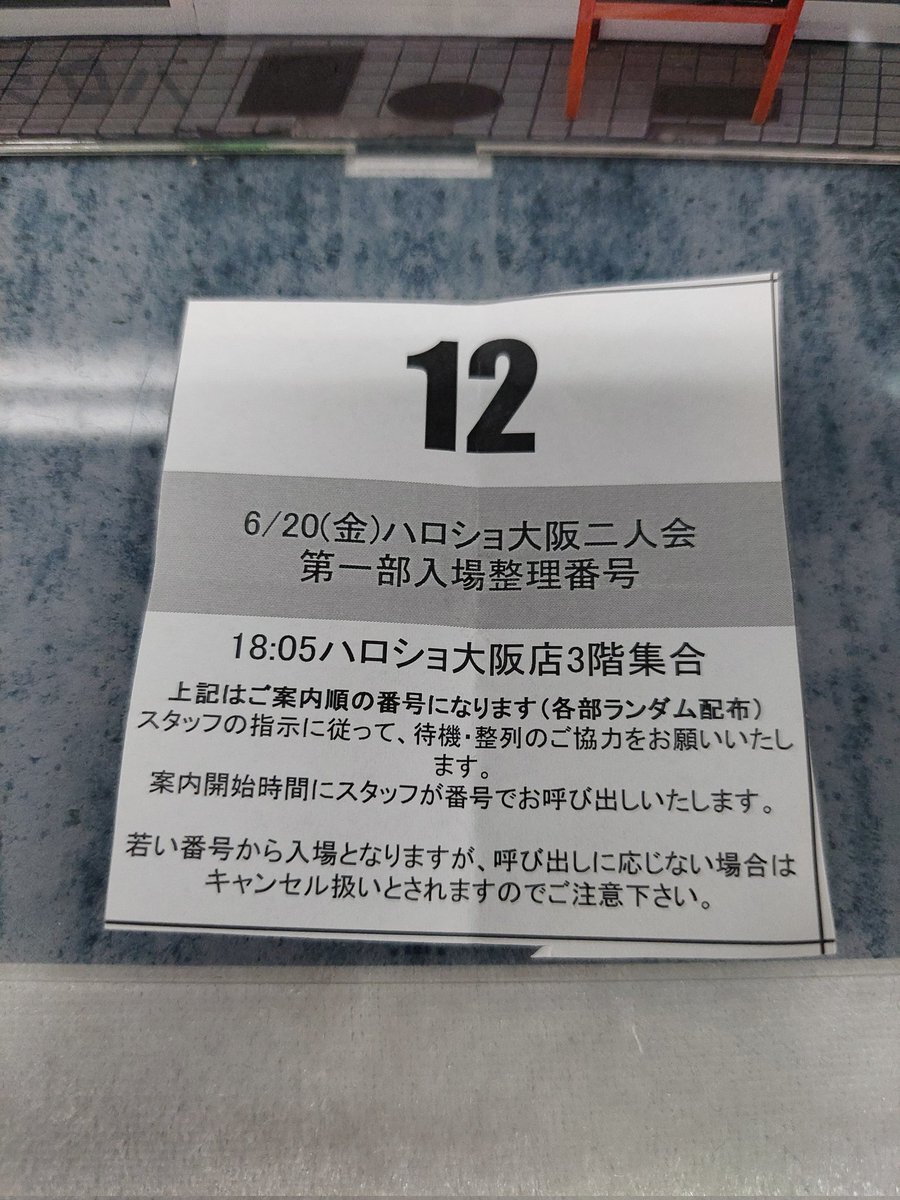 12
6/20(金)ハロショ大阪二人会
第一部入場整理番号
18:05ハロショ大阪店3階集合
上記はご案内順の番号になります(各部ランダム配布)
スタッフの指示に従って、待機・整列のご協力をお願いいたし
ます。
案内開始時間にスタッフが番号でお呼び出しいたします。
若い番号から入場となりますが、呼び出しに応じない場合は
キャンセル扱いとされますのでご注意下さい。